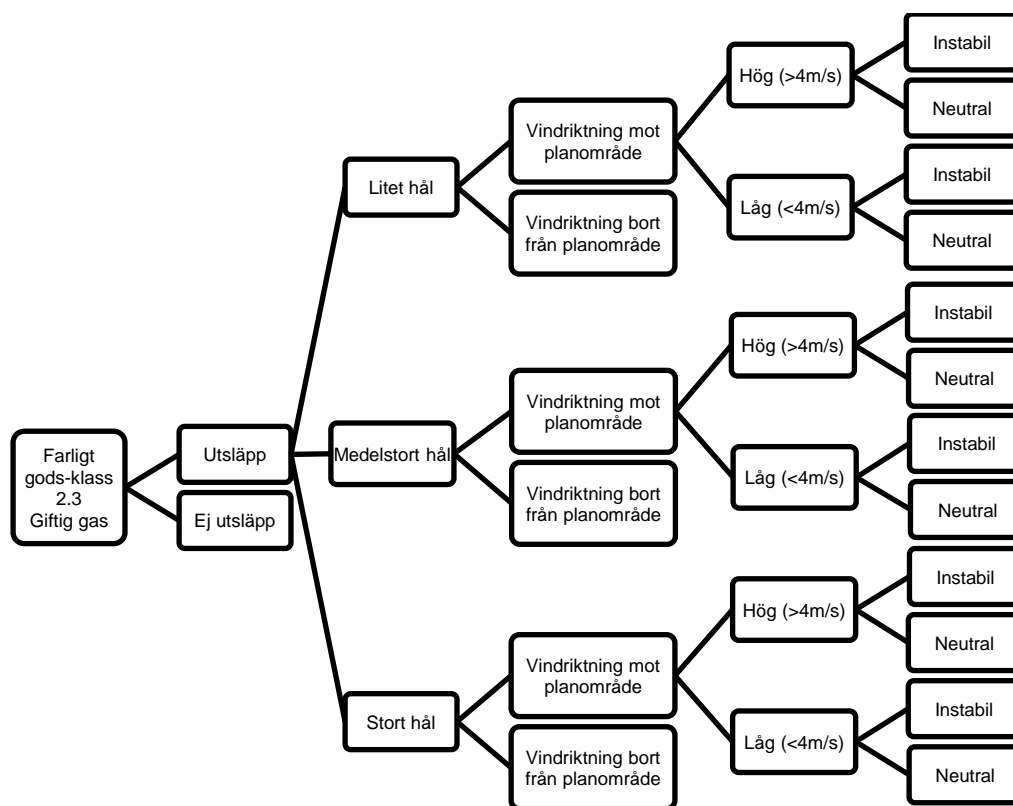 Farligt
gods-klass
2.3
Giftig gas
Utsläpp
Ej utsläpp
Litet hål
Vindriktning mot
planområde
Hög (>4m/s)
Instabil
Neutral
Låg (<4m/s)
Instabil
Neutral
Vindriktning bort
från planområde
Medelstort hål
Vindriktning mot
planområde
Hög (>4m/s)
Instabil
Neutral
Låg (<4m/s)
Instabil
Neutral
Vindriktning bort
från planområde
Stort hål
Vindriktning mot
planområde
Hög (>4m/s)
Instabil
Neutral
Låg (<4m/s)
Instabil
Neutral
Vindriktning bort
från planområde